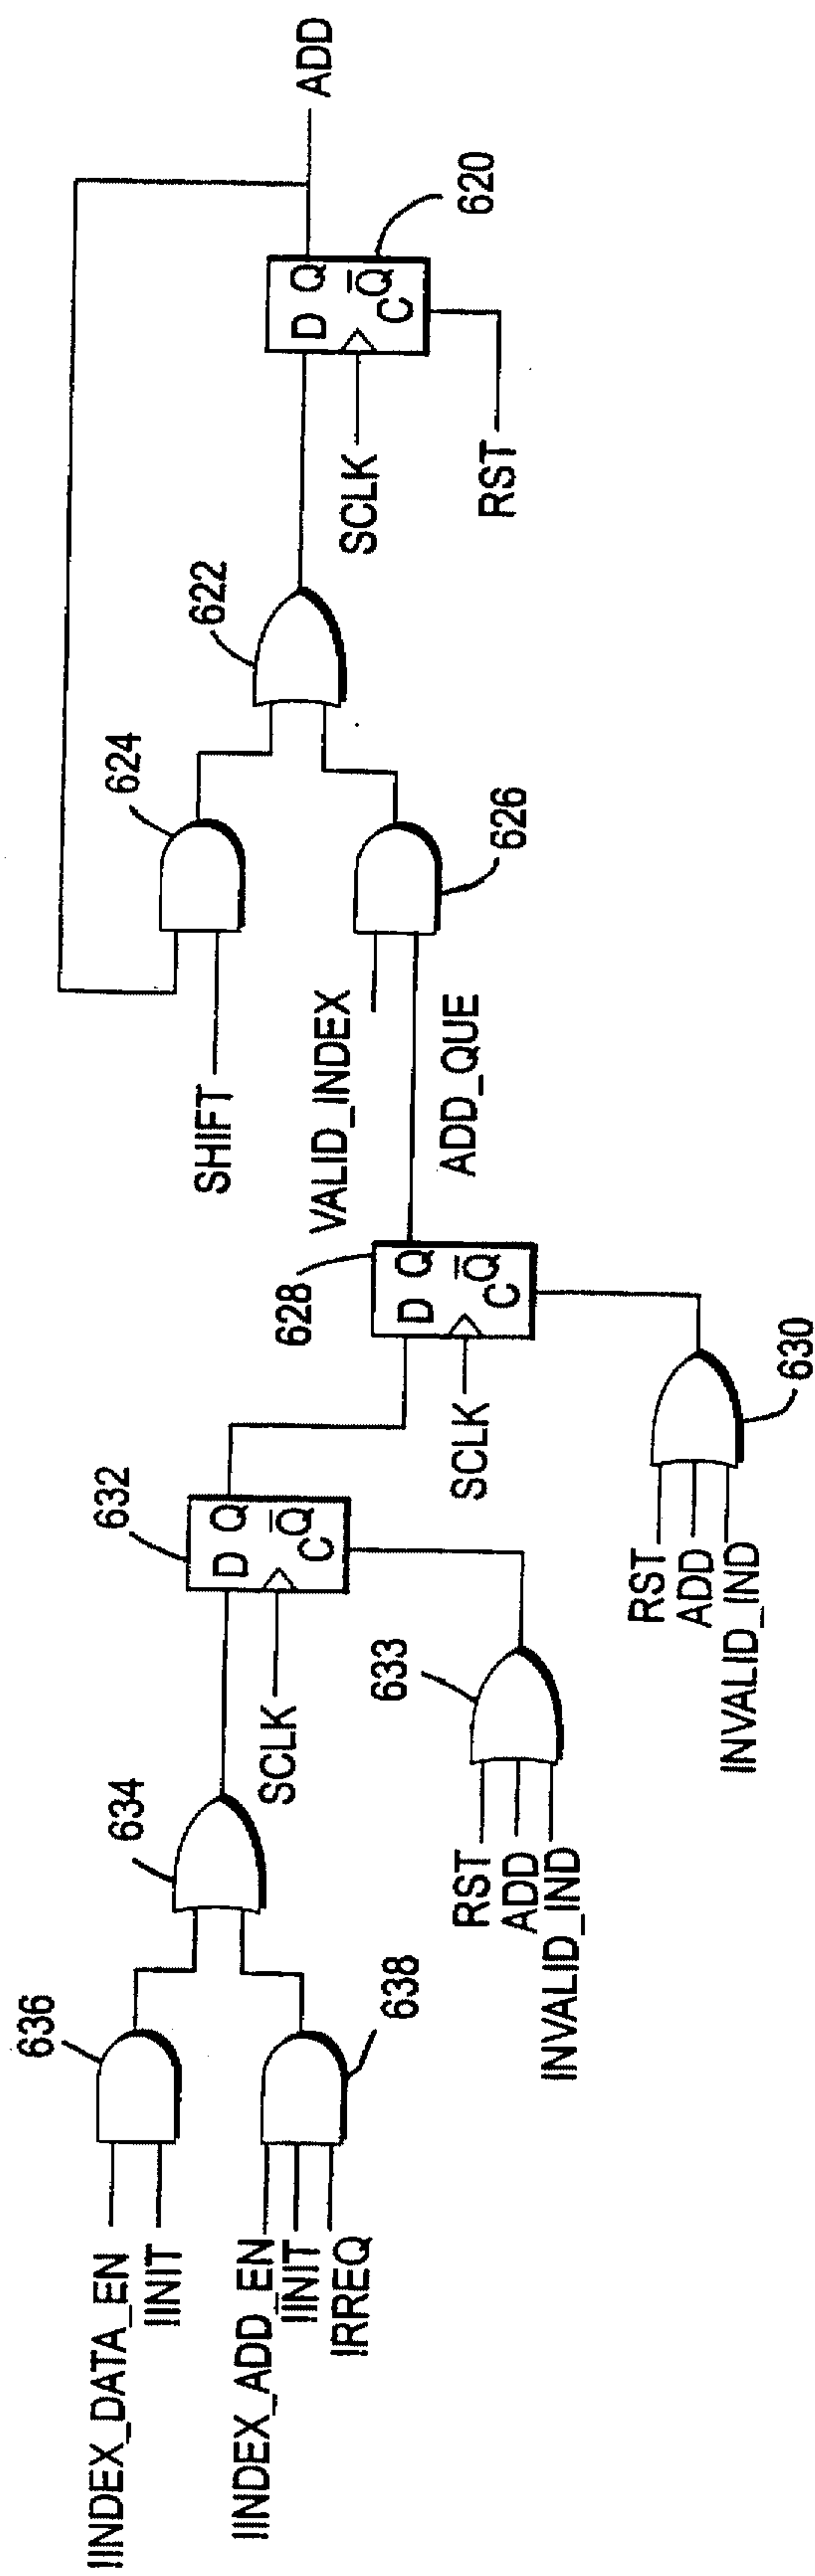 IINDEX_DATA_EN
IINIT
636
IINDEX_ADD_EN
IINIT
IRREQ
638
634
SCLK
632
D Q
Q̅
C
633
RST
ADD
INVALID_IND
628
D Q
Q̅
C
SCLK
630
RST
ADD
INVALID_IND
SHIFT
624
VALID_INDEX
ADD_QUE
626
622
SCLK
D Q
Q̅
C
620
RST
ADD